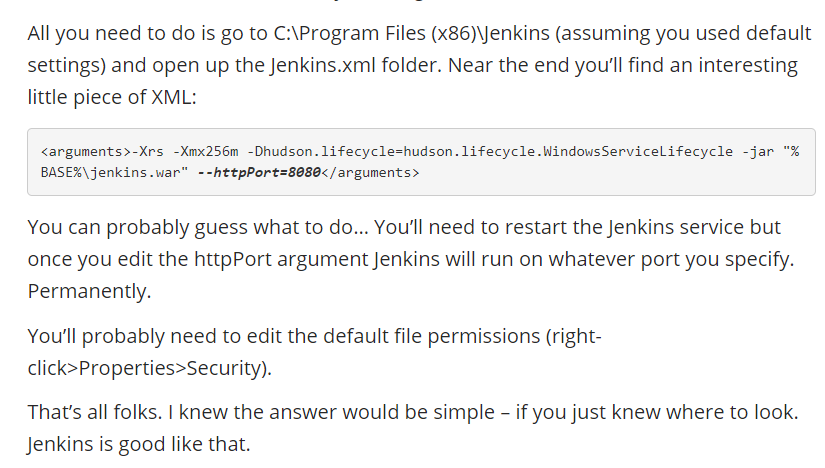 All you need to do is go to C:\Program Files (x86)\Jenkins (assuming you used default
settings) and open up the Jenkins.xml folder. Near the end you’ll find an interesting
little piece of XML:
<arguments>-Xrs -Xmx256m -Dhudson.lifecycle=hudson.lifecycle.WindowsServiceLifecycle -jar "%
BASE%\jenkins.war" --httpPort=8080</arguments>
You can probably guess what to do… You’ll need to restart the Jenkins service but
once you edit the httpPort argument Jenkins will run on whatever port you specify.
Permanently.
You’ll probably need to edit the default file permissions (right-
click>Properties>Security).
That’s all folks. I knew the answer would be simple – if you just knew where to look.
Jenkins is good like that.